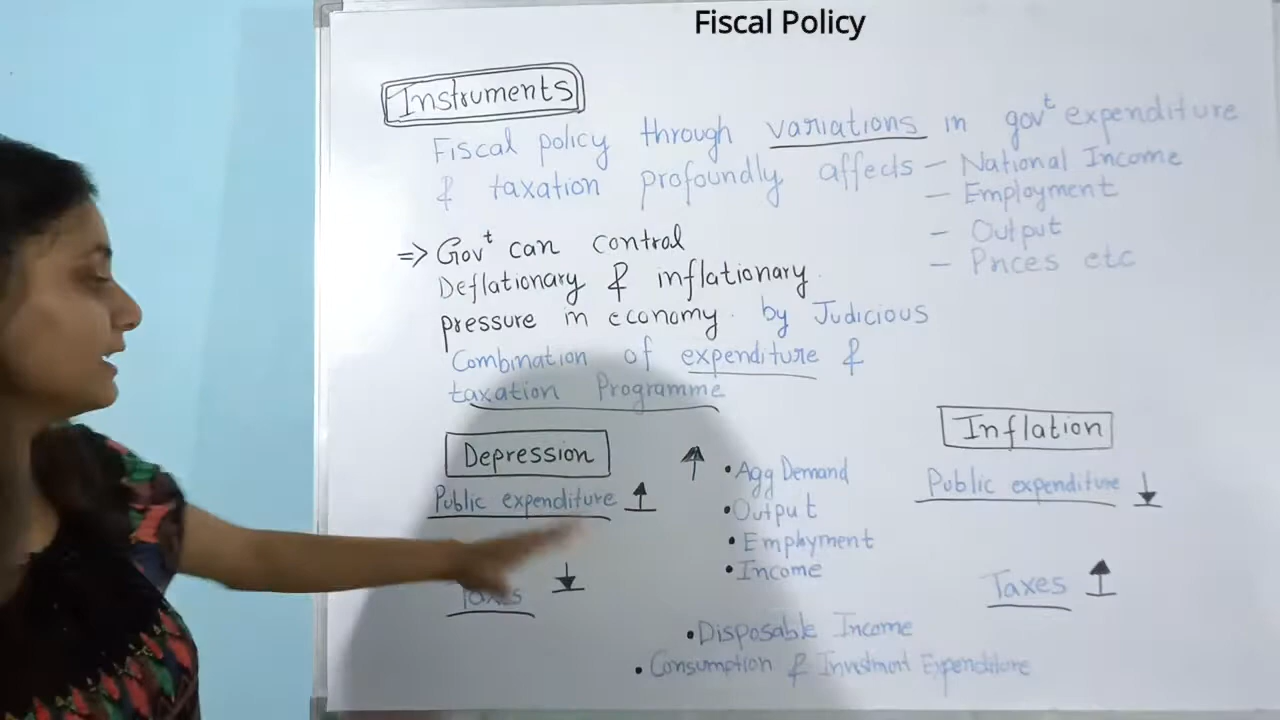 Fiscal Policy
Instruments
Fiscal policy through variations in govt expenditure
& taxation profoundly affects – National Income
– Employment
– Output
– Prices etc
=> Govt can control
Deflationary & inflationary
pressure in economy. by Judicious
Combination of expenditure &
taxation Programme
Depression
Public expenditure ↑
Taxes ↓
↑
• Agg Demand
• Output
• Employment
• Income
• Disposable Income
• Consumption & Investment Expenditure
Inflation
Public expenditure ↓
Taxes ↑